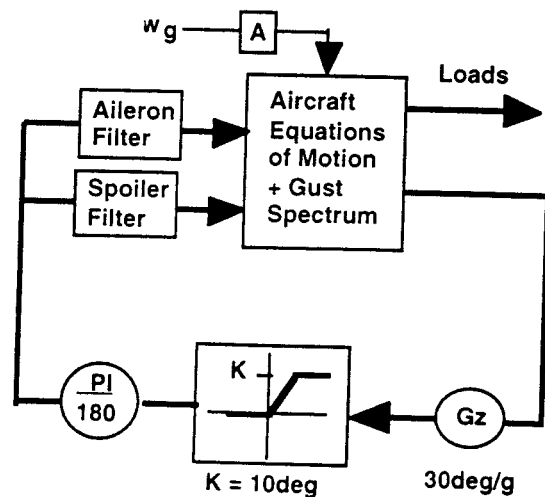 w g
A
Loads
Aileron
Filter
Aircraft
Equations
of Motion
+ Gust
Spectrum
Spoiler
Filter
PI
180
K
Gz
K = 10deg
30deg/g